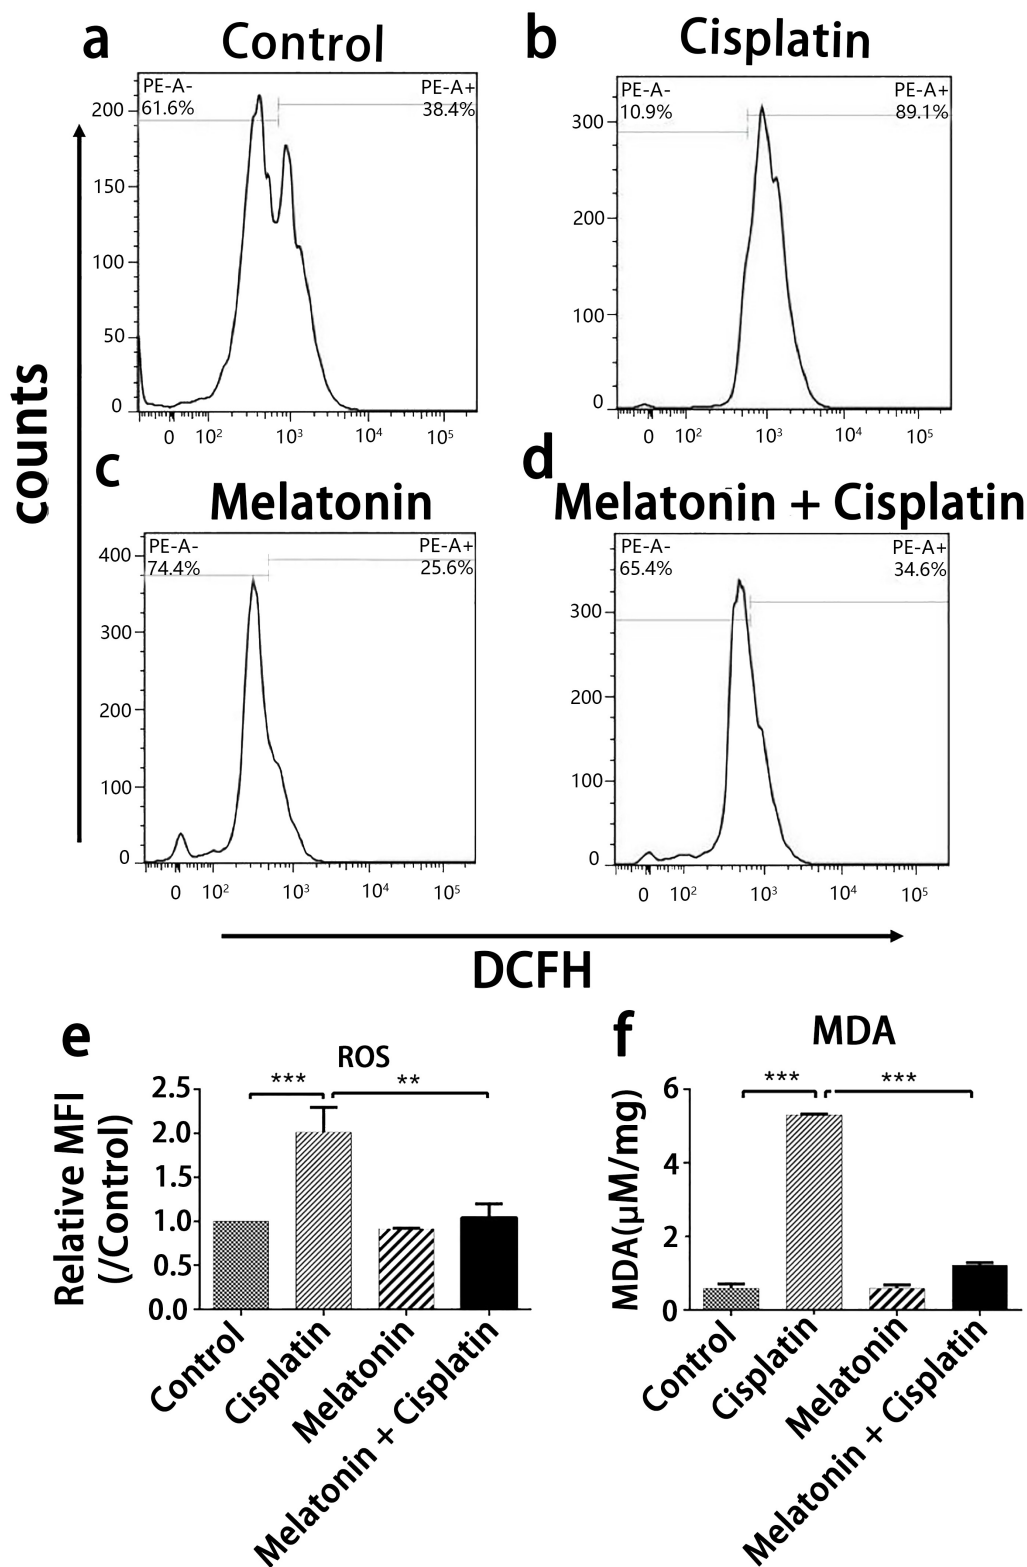 a
Control
PE-A-
61.6%
PE-A+
38.4%
200
150
100
50
0
0 10² 10³ 10⁴ 10⁵
b
Cisplatin
PE-A-
10.9%
PE-A+
89.1%
300
200
100
0
0 10² 10³ 10⁴ 10⁵
counts
c
Melatonin
PE-A-
74.4%
PE-A+
25.6%
400
300
200
100
0
0 10² 10³ 10⁴ 10⁵
d
Melatonin + Cisplatin
PE-A-
65.4%
PE-A+
34.6%
300
200
100
0
0 10² 10³ 10⁴ 10⁵
DCFH
e
ROS
*** **
Relative MFI
(/Control)
2.5
2.0
1.5
1.0
0.5
0.0
Control
Cisplatin
Melatonin
Melatonin + Cisplatin
f
MDA
*** ***
MDA(μM/mg)
6
4
2
0
Control
Cisplatin
Melatonin
Melatonin + Cisplatin